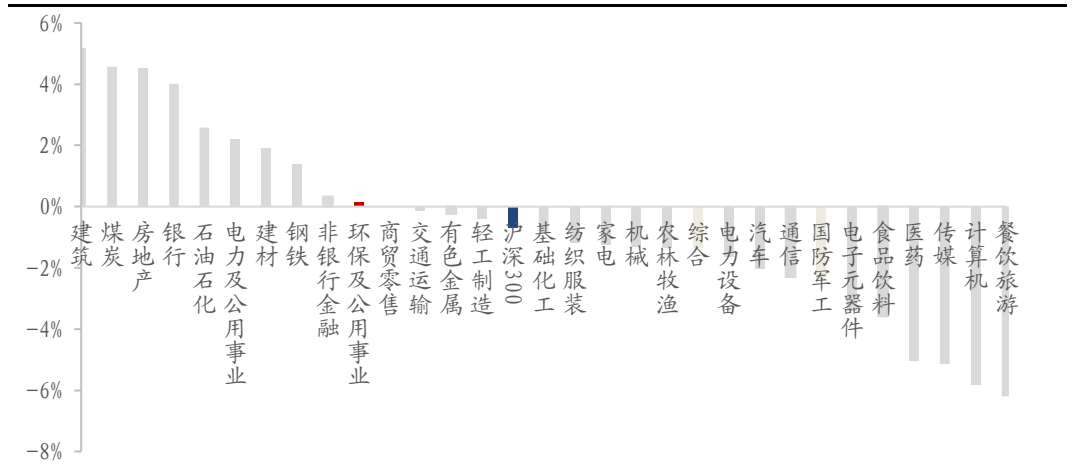 6%
4%
2%
0%
-2%
-4%
-6%
-8%
建筑
煤炭
房地产
银行
石油石化
电力及公用事业
建材
钢铁
非银行金融
环保及公用事业
商贸零售
交通运输
有色金属
轻工制造
沪深300
基础化工
纺织服装
家电
机械
农林牧渔
综合
电力设备
汽车
通信
国防军工
电子元器件
食品饮料
医药
传媒
计算机
餐饮旅游